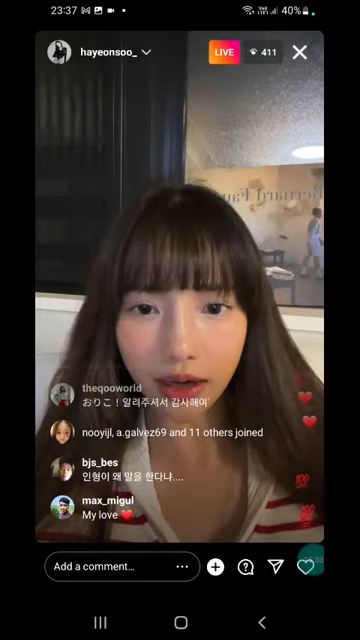 23:37
40%
hayeonsoo_
LIVE
411
Bernard Fau
theqooworld
おりこ！알려주셔서 감사해여
nooyijl, a.galvez69 and 11 others joined
bjs_bes
인형이 왜 말을 한다냐....
max_migul
My love ❤️
💯
💯
Add a comment…